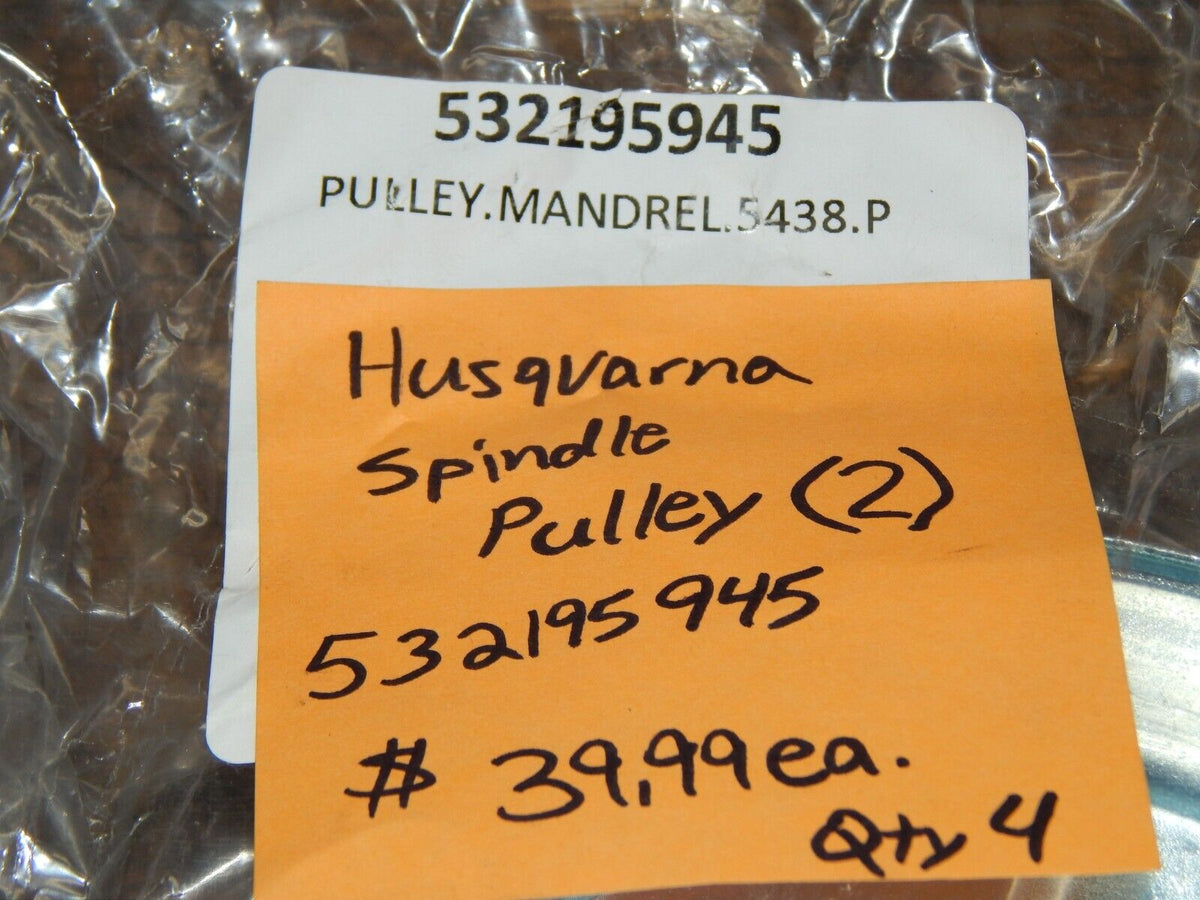 532195945
PULLEY.MANDREL.5438.P
Husqvarna
Spindle
Pulley (2)
532195945
$ 39.99 ea.
Qty 4